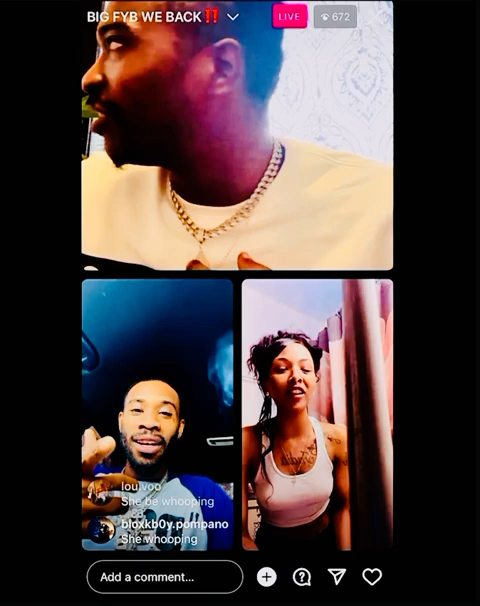 BIG FYB WE BACK‼️
LIVE
672
lou.voo
She be whooping
bloxkb0y.pompano
She whooping
Add a comment...